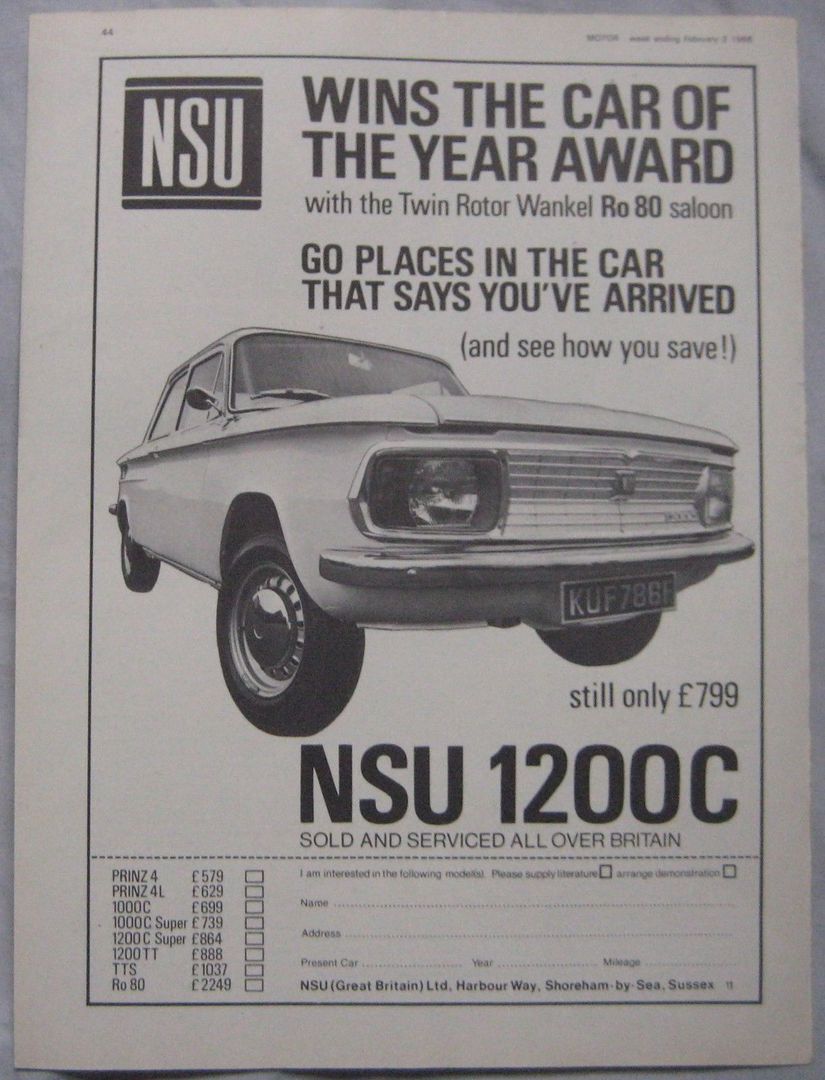 44
MOTOR week ending February 3 1968
NSU
WINS THE CAR OF
THE YEAR AWARD
with the Twin Rotor Wankel Ro 80 saloon
GO PLACES IN THE CAR
THAT SAYS YOU'VE ARRIVED
(and see how you save!)
KUF786F
still only £799
NSU 1200C
SOLD AND SERVICED ALL OVER BRITAIN
PRINZ 4 £579
PRINZ 4L £629
1000C £699
1000C Super £739
1200C Super £864
1200TT £888
TTS £1037
Ro 80 £2249
I am interested in the following model(s). Please supply literature arrange demonstration
Name
Address
Present Car Year Mileage
NSU (Great Britain) Ltd, Harbour Way, Shoreham-by-Sea, Sussex 11